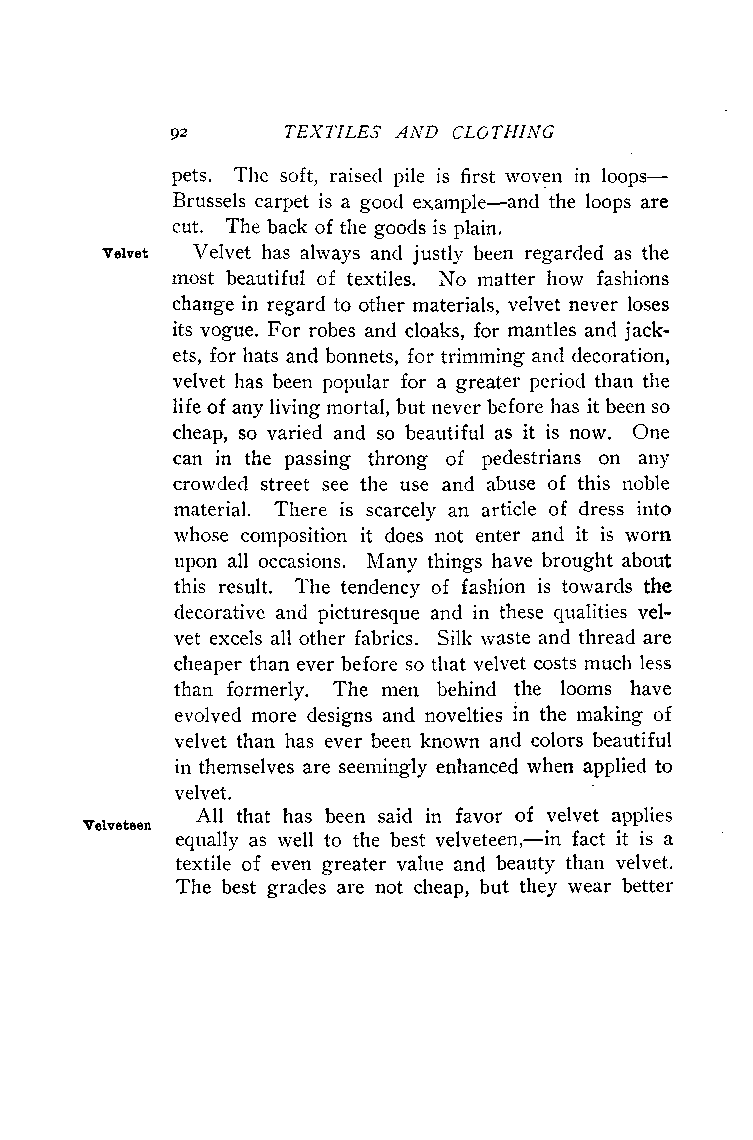 92 TEXTILES AND CLOTHING
pets. The soft, raised pile is first woven in loops—
Brussels carpet is a good example—and the loops are
cut. The back of the goods is plain.
Velvet Velvet has always and justly been regarded as the
most beautiful of textiles. No matter how fashions
change in regard to other materials, velvet never loses
its vogue. For robes and cloaks, for mantles and jack-
ets, for hats and bonnets, for trimming and decoration,
velvet has been popular for a greater period than the
life of any living mortal, but never before has it been so
cheap, so varied and so beautiful as it is now. One
can in the passing throng of pedestrians on any
crowded street see the use and abuse of this noble
material. There is scarcely an article of dress into
whose composition it does not enter and it is worn
upon all occasions. Many things have brought about
this result. The tendency of fashion is towards the
decorative and picturesque and in these qualities vel-
vet excels all other fabrics. Silk waste and thread are
cheaper than ever before so that velvet costs much less
than formerly. The men behind the looms have
evolved more designs and novelties in the making of
velvet than has ever been known and colors beautiful
in themselves are seemingly enhanced when applied to
velvet.
Velveteen All that has been said in favor of velvet applies
equally as well to the best velveteen,—in fact it is a
textile of even greater value and beauty than velvet.
The best grades are not cheap, but they wear better